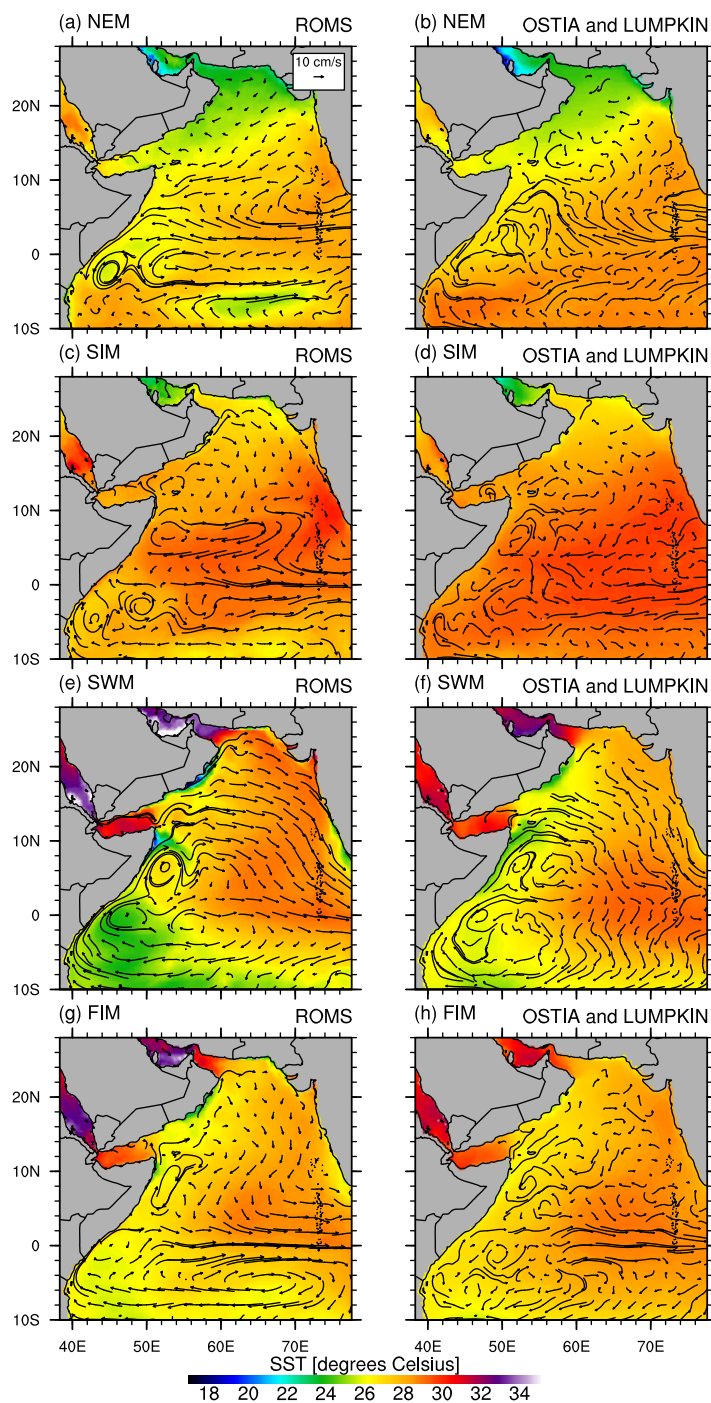 (a) NEM ROMS
(b) NEM OSTIA and LUMPKIN
10 cm/s
20N
10N
0
10S
(c) SIM ROMS
(d) SIM OSTIA and LUMPKIN
20N
10N
0
10S
(e) SWM ROMS
(f) SWM OSTIA and LUMPKIN
20N
10N
0
10S
(g) FIM ROMS
(h) FIM OSTIA and LUMPKIN
20N
10N
0
10S
40E 50E 60E 70E 40E 50E 60E 70E
SST [degrees Celsius]
18 20 22 24 26 28 30 32 34